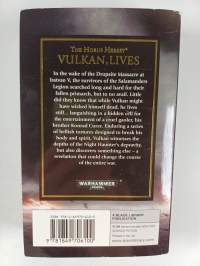 THE HORUS HERESY®
VULKAN LIVES
In the wake of the Dropsite Massacre at
Isstvan V, the survivors of the Salamanders
Legion searched long and hard for their
fallen primarch, but to no avail. Little
did they know that while Vulkan might
have wished himself dead, he lives
still... languishing in a hidden cell for
the entertainment of a cruel gaoler, his
brother Konrad Curze. Enduring a series
of hellish tortures designed to break his
body and spirit, Vulkan witnesses the
depths of the Night Haunter's depravity,
but also discovers something else – a
revelation that could change the course
of the entire war.
WARHAMMER
A BLACK LIBRARY
PUBLICATION
9 781849 706100